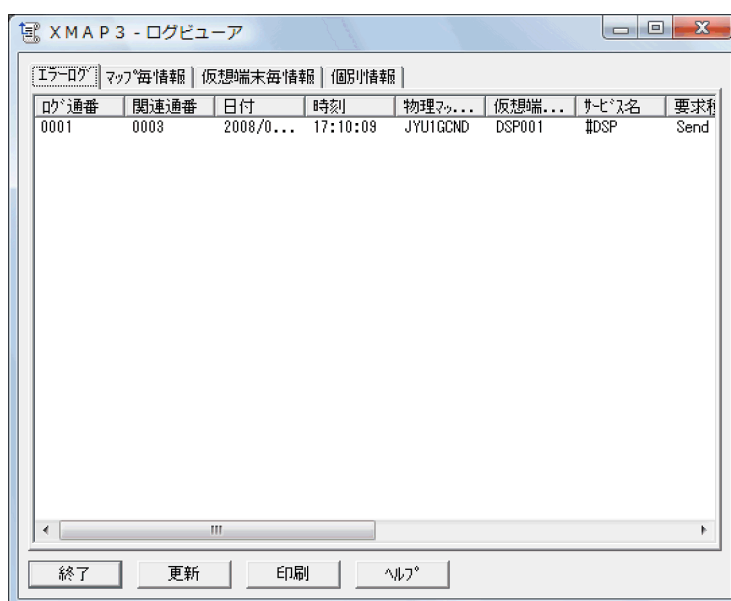 XMAP3 - ログビューア
ｴﾗｰﾛｸﾞ マップ毎情報 仮想端末毎情報 個別情報
ﾛｸﾞ通番 関連通番 日付 時刻 物理ﾏｯ... 仮想端... ｻｰﾋﾞｽ名 要求種
0001 0003 2008/0... 17:10:09 JYU1GCND DSP001 #DSP Send
終了 更新 印刷 ﾍﾙﾌﾟ